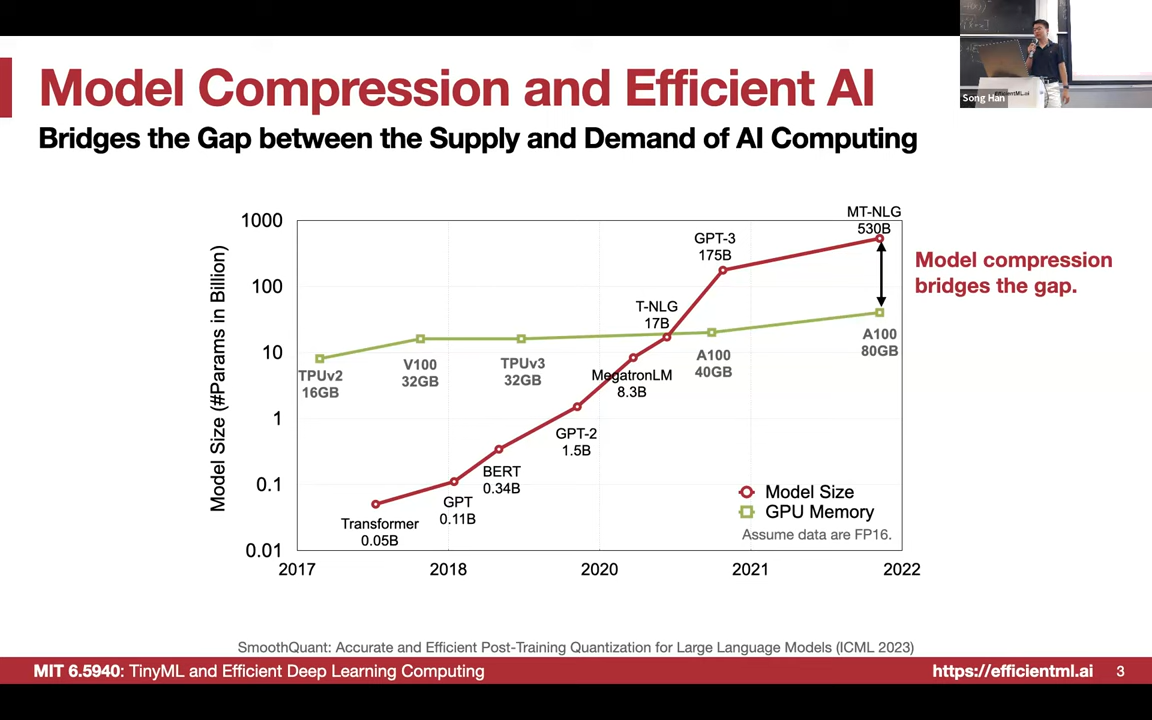 Model Compression and Efficient AI
Bridges the Gap between the Supply and Demand of AI Computing
Song Han
EfficientML.ai
Model Size (#Params in Billion)
1000
100
10
1
0.1
0.01
2017
2018
2020
2021
2022
TPUv2
16GB
V100
32GB
TPUv3
32GB
A100
40GB
A100
80GB
Transformer
0.05B
GPT
0.11B
BERT
0.34B
GPT-2
1.5B
MegatronLM
8.3B
T-NLG
17B
GPT-3
175B
MT-NLG
530B
Model compression
bridges the gap.
Model Size
GPU Memory
Assume data are FP16.
SmoothQuant: Accurate and Efficient Post-Training Quantization for Large Language Models (ICML 2023)
MIT 6.5940: TinyML and Efficient Deep Learning Computing
https://efficientml.ai
3